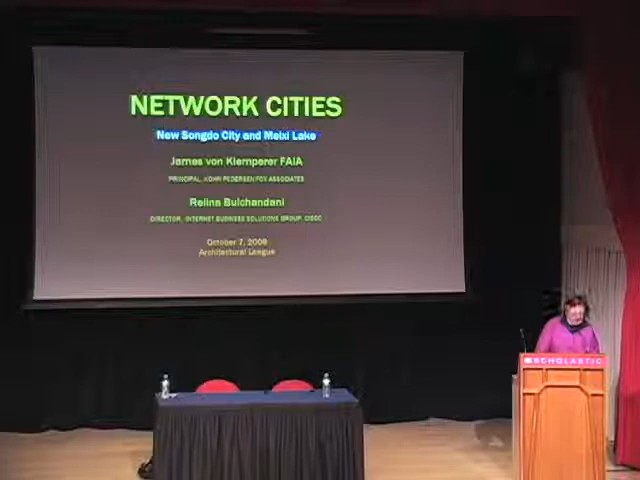 NETWORK CITIES
New Songdo City and Meixi Lake
James von Klemperer FAIA
PRINCIPAL, KOHN PEDERSEN FOX ASSOCIATES
Relina Bulchandani
DIRECTOR, INTERNET BUSINESS SOLUTIONS GROUP, CISCO
October 7, 2009
Architectural League
SCHOLASTIC